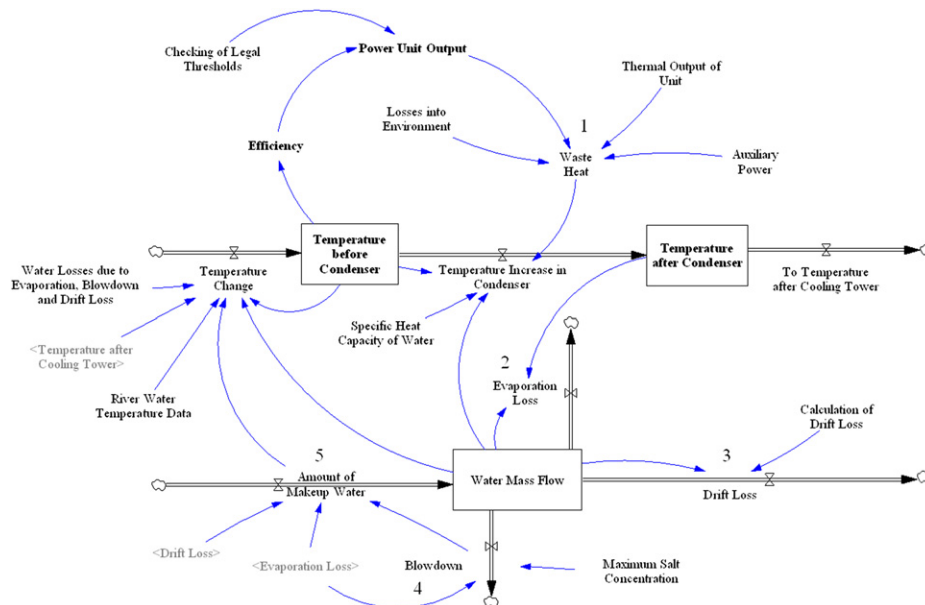 Checking of Legal
Thresholds
Power Unit Output
Thermal Output of
Unit
Losses into
Environment
1
Efficiency
Waste
Heat
Auxiliary
Power
Temperature
before
Condenser
Temperature
after Condenser
Water Losses due to
Evaporation, Blowdown
and Drift Loss
Temperature
Change
Temperature Increase in
Condenser
To Temperature
after Cooling Tower
<Temperature after
Cooling Tower>
Specific Heat
Capacity of Water
River Water
Temperature Data
2
Evaporation
Loss
Calculation of
Drift Loss
5
Amount of
Makeup Water
Water Mass Flow
3
Drift Loss
<Drift Loss>
<Evaporation Loss>
Blowdown
4
Maximum Salt
Concentration